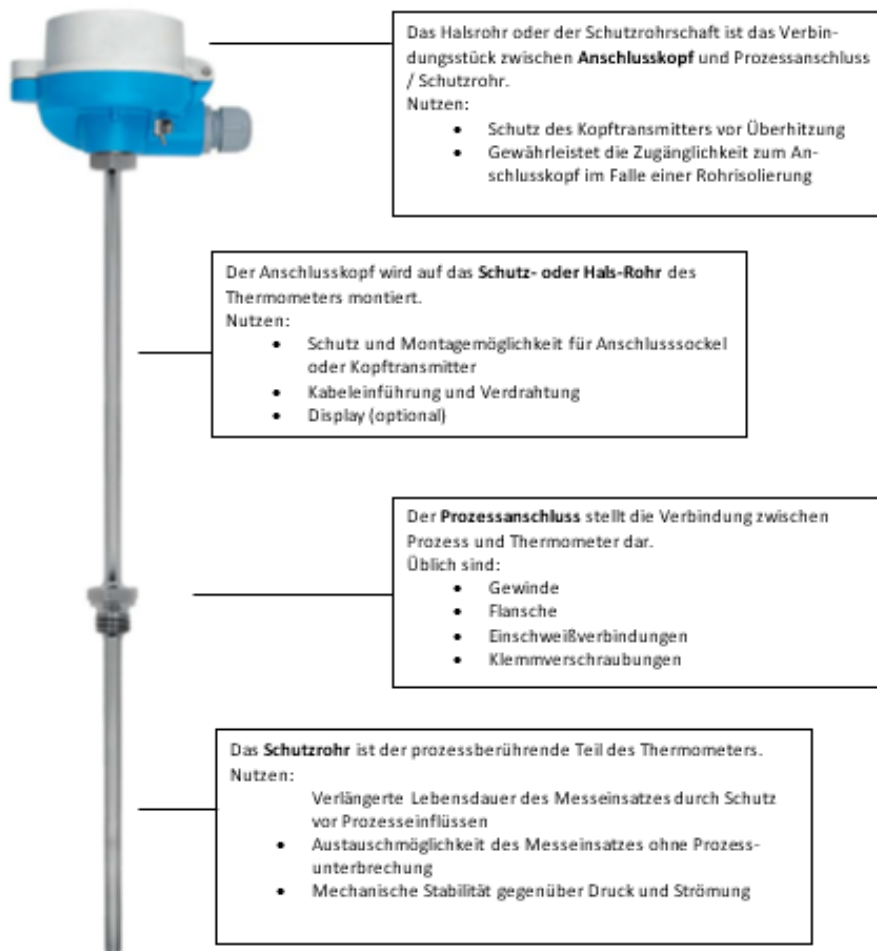 Das Halsrohr oder der Schutzrohrschaft ist das Verbin-
dungsstück zwischen Anschlusskopf und Prozessanschluss
/ Schutzrohr.
Nutzen:
• Schutz des Kopftransmitters vor Überhitzung
• Gewährleistet die Zugänglichkeit zum An-
schlusskopf im Falle einer Rohrisolierung
Der Anschlusskopf wird auf das Schutz- oder Hals-Rohr des
Thermometers montiert.
Nutzen:
• Schutz und Montagemöglichkeit für Anschlusssockel
oder Kopftransmitter
• Kabeleinführung und Verdrahtung
• Display (optional)
Der Prozessanschluss stellt die Verbindung zwischen
Prozess und Thermometer dar.
Üblich sind:
• Gewinde
• Flansche
• Einschweißverbindungen
• Klemmverschraubungen
Das Schutzrohr ist der prozessberührende Teil des Thermometers.
Nutzen:
Verlängerte Lebensdauer des Messeinsatzes durch Schutz
vor Prozesseinflüssen
• Austauschmöglichkeit des Messeinsatzes ohne Prozess-
unterbrechung
• Mechanische Stabilität gegenüber Druck und Strömung